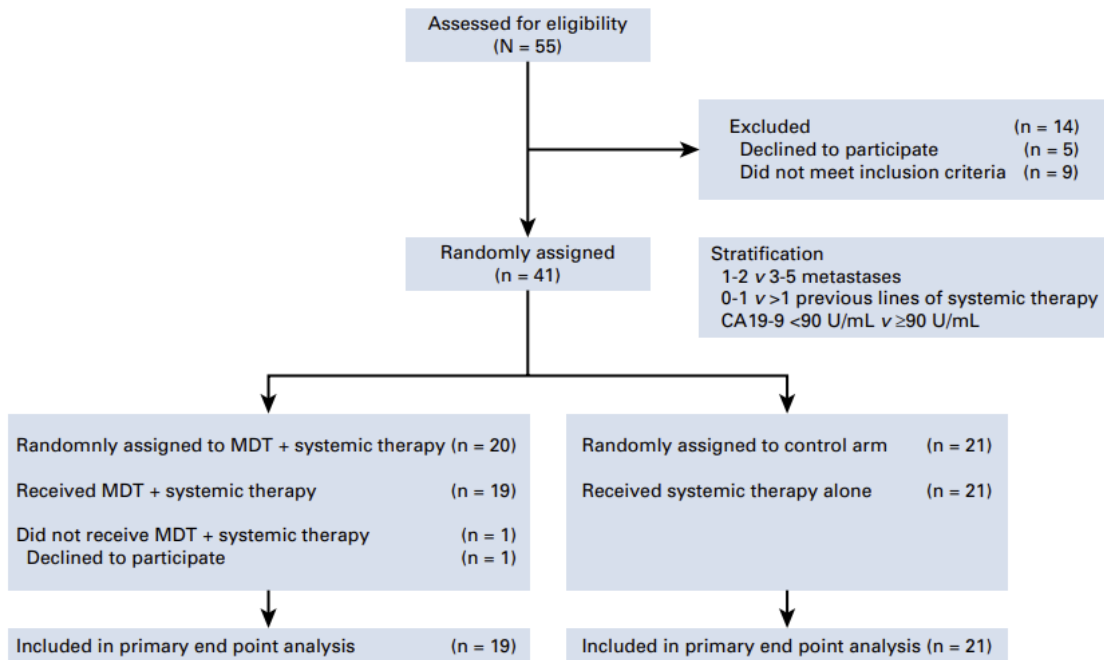 Assessed for eligibility
(N = 55)
Excluded (n = 14)
Declined to participate (n = 5)
Did not meet inclusion criteria (n = 9)
Randomly assigned
(n = 41)
Stratification
1-2 v 3-5 metastases
0-1 v >1 previous lines of systemic therapy
CA19-9 <90 U/mL v ≥90 U/mL
Randomnly assigned to MDT + systemic therapy (n = 20)
Received MDT + systemic therapy (n = 19)
Did not receive MDT + systemic therapy (n = 1)
Declined to participate (n = 1)
Randomly assigned to control arm (n = 21)
Received systemic therapy alone (n = 21)
Included in primary end point analysis (n = 19)
Included in primary end point analysis (n = 21)